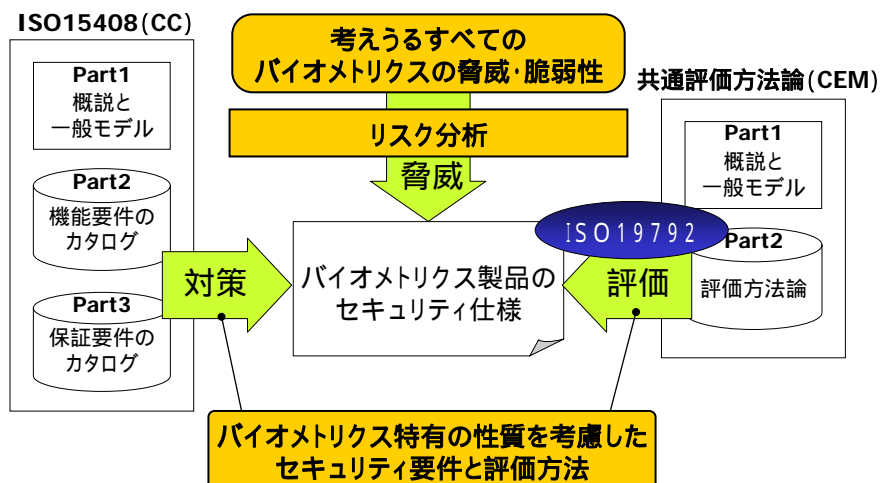 ISO15408(CC)
Part1
概説と
一般モデル
Part2
機能要件の
カタログ
Part3
保証要件の
カタログ
対策
考えうるすべての
バイオメトリクスの脅威・脆弱性
リスク分析
脅威
バイオメトリクス製品の
セキュリティ仕様
共通評価方法論(CEM)
Part1
概説と
一般モデル
ISO19792
Part2
評価方法論
評価
バイオメトリクス特有の性質を考慮した
セキュリティ要件と評価方法